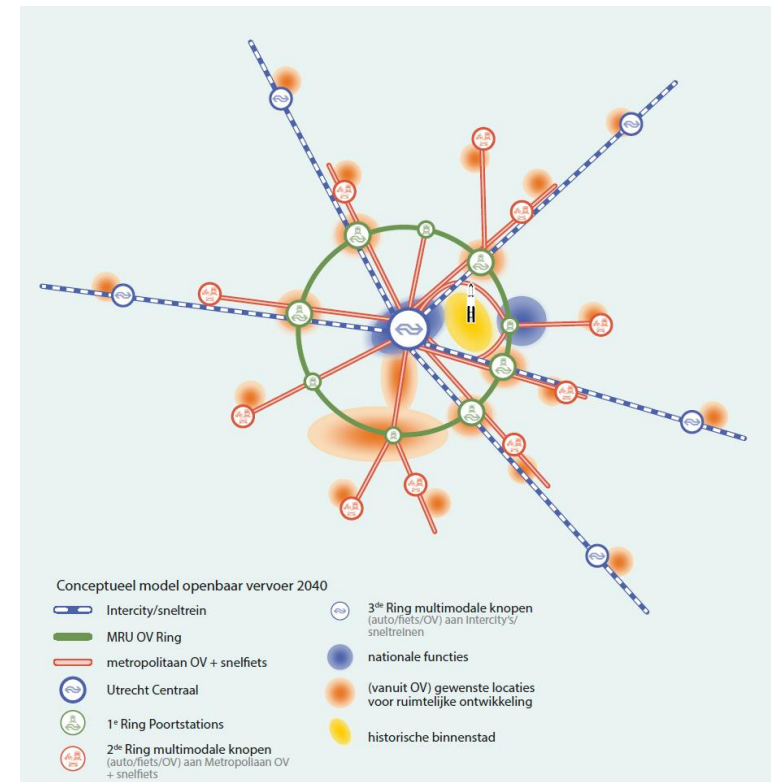 Conceptueel model openbaar vervoer 2040
Intercity/sneltrein
MRU OV Ring
metropolitaan OV + snelfiets
Utrecht Centraal
1e Ring Poortstations
2de Ring multimodale knopen
(auto/fiets/OV) aan Metropoliaan OV
+ snelfiets
3de Ring multimodale knopen
(auto/fiets/OV) aan Intercity's/
sneltreinen
nationale functies
(vanuit OV) gewenste locaties
voor ruimtelijke ontwikkeling
historische binnenstad